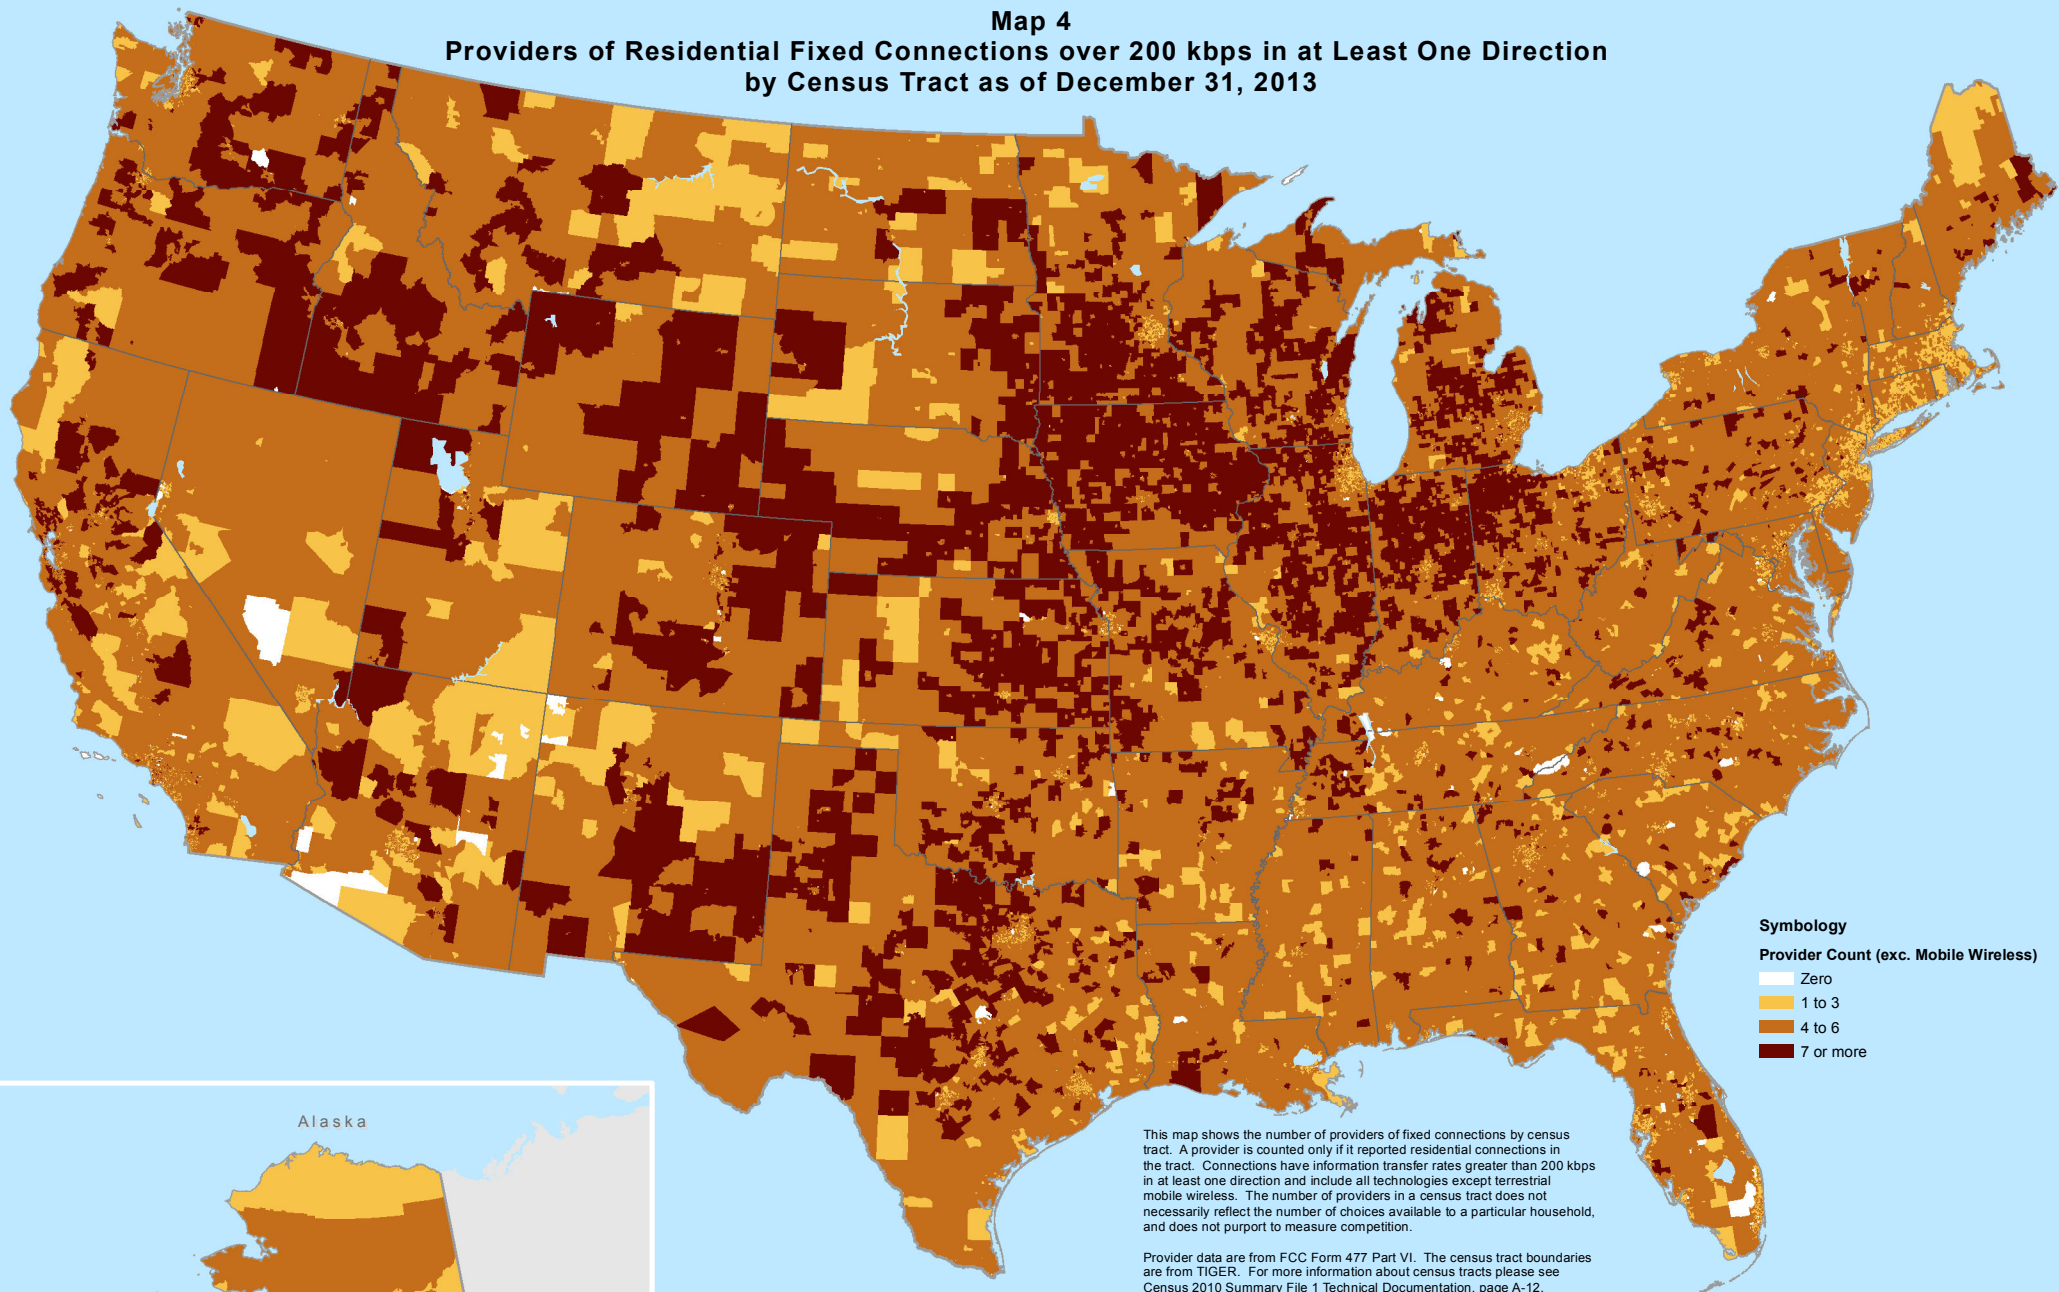 Map 4
Providers of Residential Fixed Connections over 200 kbps in at Least One Direction
by Census Tract as of December 31, 2013
Symbology
Provider Count (exc. Mobile Wireless)
Zero
1 to 3
4 to 6
7 or more
Alaska
This map shows the number of providers of fixed connections by census
tract. A provider is counted only if it reported residential connections in
the tract. Connections have information transfer rates greater than 200 kbps
in at least one direction and include all technologies except terrestrial
mobile wireless. The number of providers in a census tract does not
necessarily reflect the number of choices available to a particular household,
and does not purport to measure competition.
Provider data are from FCC Form 477 Part VI. The census tract boundaries
are from TIGER. For more information about census tracts please see
Census 2010 Summary File 1 Technical Documentation, page A-12.